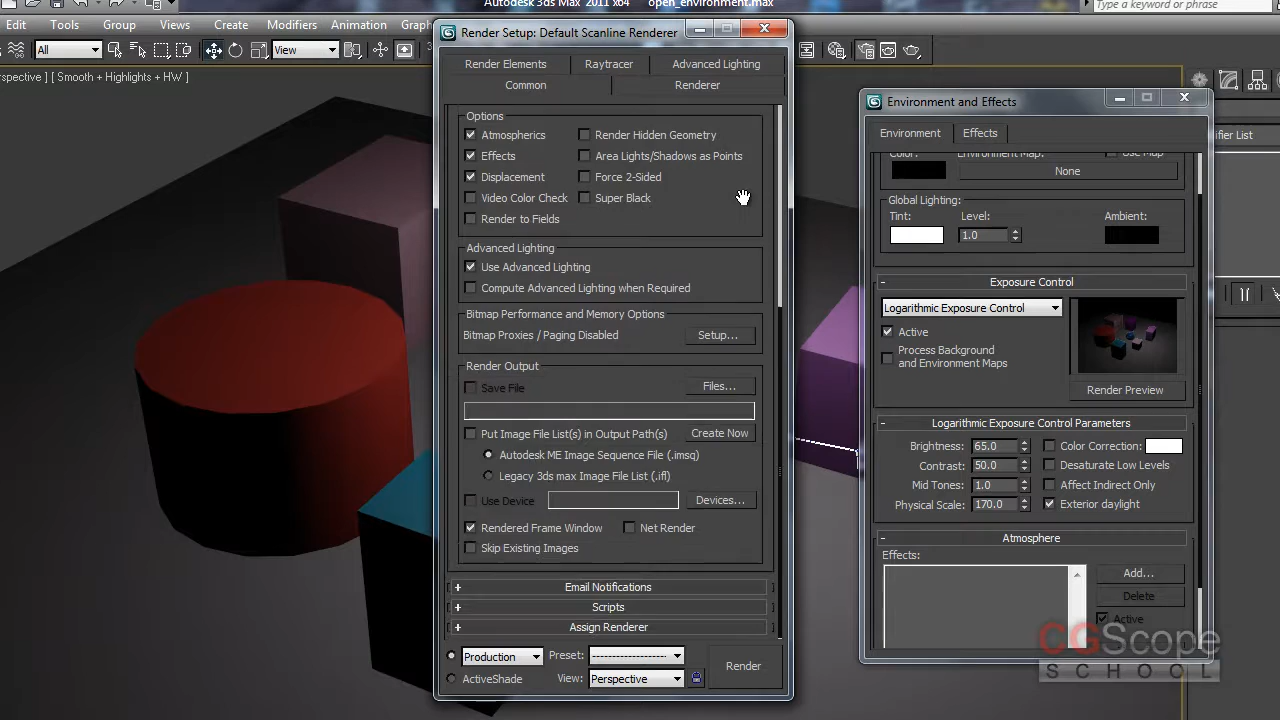 Autodesk 3ds Max 2011 x64 open_environment.max
Type a keyword or phrase
Edit Tools Group Views Create Modifiers Animation Graph
All View
erspective ] [ Smooth + Highlights + HW ]
Render Setup: Default Scanline Renderer
Render Elements Raytracer Advanced Lighting
Common Renderer
Options
Atmospherics Render Hidden Geometry
Effects Area Lights/Shadows as Points
Displacement Force 2-Sided
Video Color Check Super Black
Render to Fields
Advanced Lighting
Use Advanced Lighting
Compute Advanced Lighting when Required
Bitmap Performance and Memory Options
Bitmap Proxies / Paging Disabled Setup...
Render Output
Save File Files...
Put Image File List(s) in Output Path(s) Create Now
Autodesk ME Image Sequence File (.imsq)
Legacy 3ds max Image File List (.ifl)
Use Device Devices...
Rendered Frame Window Net Render
Skip Existing Images
+ Email Notifications
+ Scripts
+ Assign Renderer
Production Preset: --------------------
ActiveShade View: Perspective
Render
Environment and Effects
Environment Effects
Color: Environment Map: Use Map
None
Global Lighting:
Tint: Level: Ambient:
1.0
- Exposure Control
Logarithmic Exposure Control
Active
Process Background
and Environment Maps
Render Preview
- Logarithmic Exposure Control Parameters
Brightness: 65.0 Color Correction:
Contrast: 50.0 Desaturate Low Levels
Mid Tones: 1.0 Affect Indirect Only
Physical Scale: 170.0 Exterior daylight
- Atmosphere
Effects:
Add...
Delete
Active
ifier List
CGScope
SCHOOL